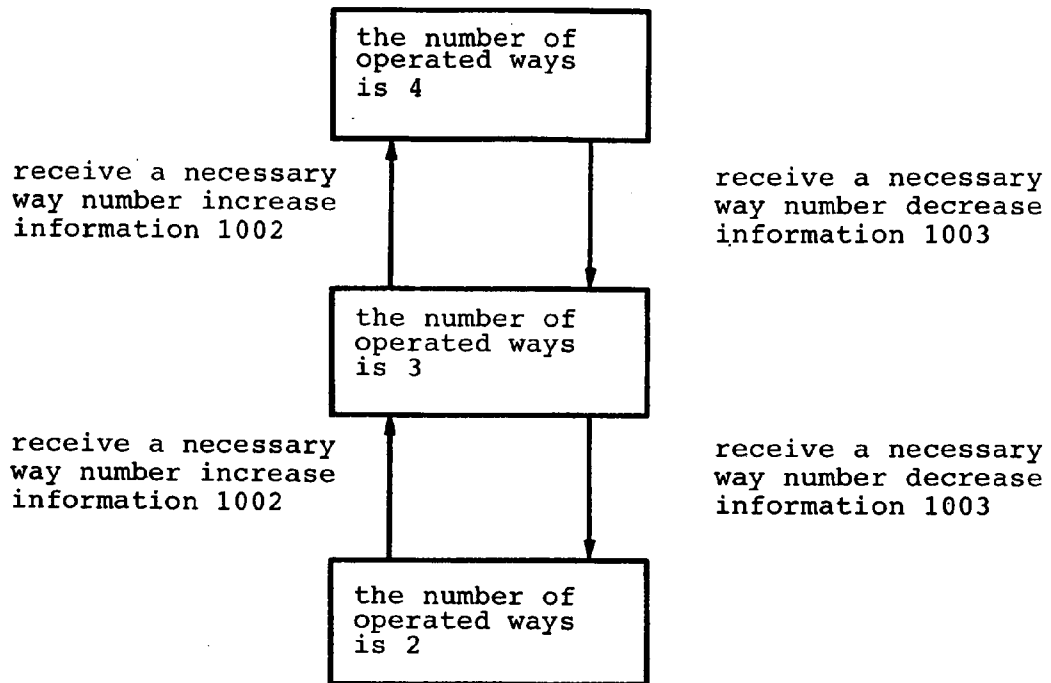 the number of
operated ways
is 4
receive a necessary
way number increase
information 1002
receive a necessary
way number decrease
information 1003
the number of
operated ways
is 3
receive a necessary
way number increase
information 1002
receive a necessary
way number decrease
information 1003
the number of
operated ways
is 2